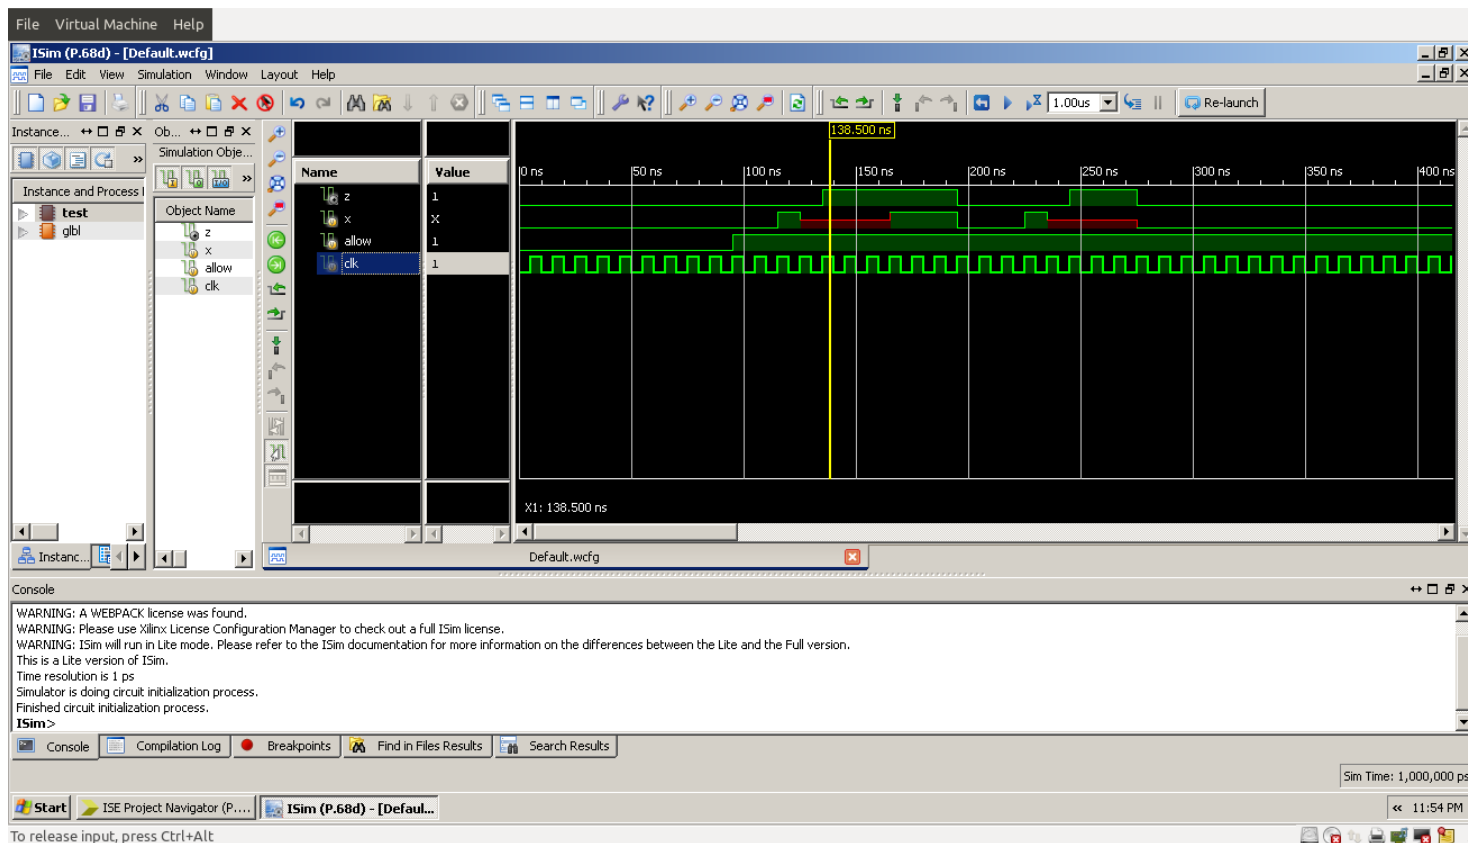 File Virtual Machine Help
ISim (P.68d) - [Default.wcfg]
File Edit View Simulation Window Layout Help
1.00us Re-launch
Instance... Ob...
Simulation Obje...
Instance and Process
test
glbl
Object Name
z
x
allow
clk
Name Value
z 1
x X
allow 1
clk 1
138.500 ns
0 ns 50 ns 100 ns 150 ns 200 ns 250 ns 300 ns 350 ns 400 ns
X1: 138.500 ns
Instanc...
Default.wcfg
Console
WARNING: A WEBPACK license was found.
WARNING: Please use Xilinx License Configuration Manager to check out a full ISim license.
WARNING: ISim will run in Lite mode. Please refer to the ISim documentation for more information on the differences between the Lite and the Full version.
This is a Lite version of ISim.
Time resolution is 1 ps
Simulator is doing circuit initialization process.
Finished circuit initialization process.
ISim>
Console Compilation Log Breakpoints Find in Files Results Search Results
Sim Time: 1,000,000 ps
Start ISE Project Navigator (P.... ISim (P.68d) - [Defaul... 11:54 PM
To release input, press Ctrl+Alt